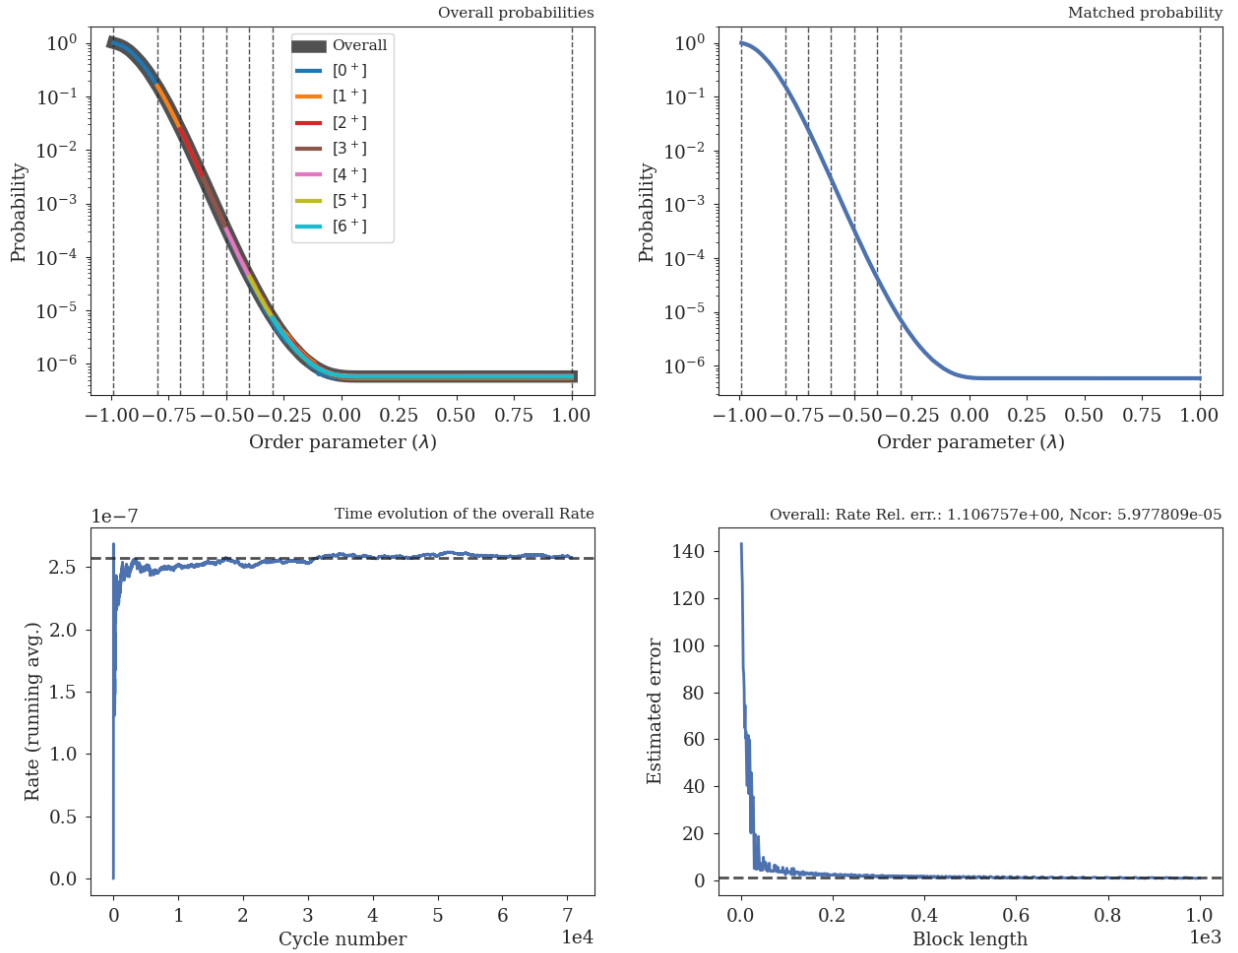 Overall probabilities
10⁰
10⁻¹
10⁻²
10⁻³
10⁻⁴
10⁻⁵
10⁻⁶
Probability
Overall
[0⁺]
[1⁺]
[2⁺]
[3⁺]
[4⁺]
[5⁺]
[6⁺]
−1.00 −0.75 −0.50 −0.25 0.00 0.25 0.50 0.75 1.00
Order parameter (λ)
Matched probability
10⁰
10⁻¹
10⁻²
10⁻³
10⁻⁴
10⁻⁵
10⁻⁶
Probability
−1.00 −0.75 −0.50 −0.25 0.00 0.25 0.50 0.75 1.00
Order parameter (λ)
1e−7
Time evolution of the overall Rate
2.5
2.0
1.5
1.0
0.5
0.0
Rate (running avg.)
0 1 2 3 4 5 6 7
Cycle number
1e4
Overall: Rate Rel. err.: 1.106757e+00, Ncor: 5.977809e-05
140
120
100
80
60
40
20
0
Estimated error
0.0 0.2 0.4 0.6 0.8 1.0
Block length
1e3